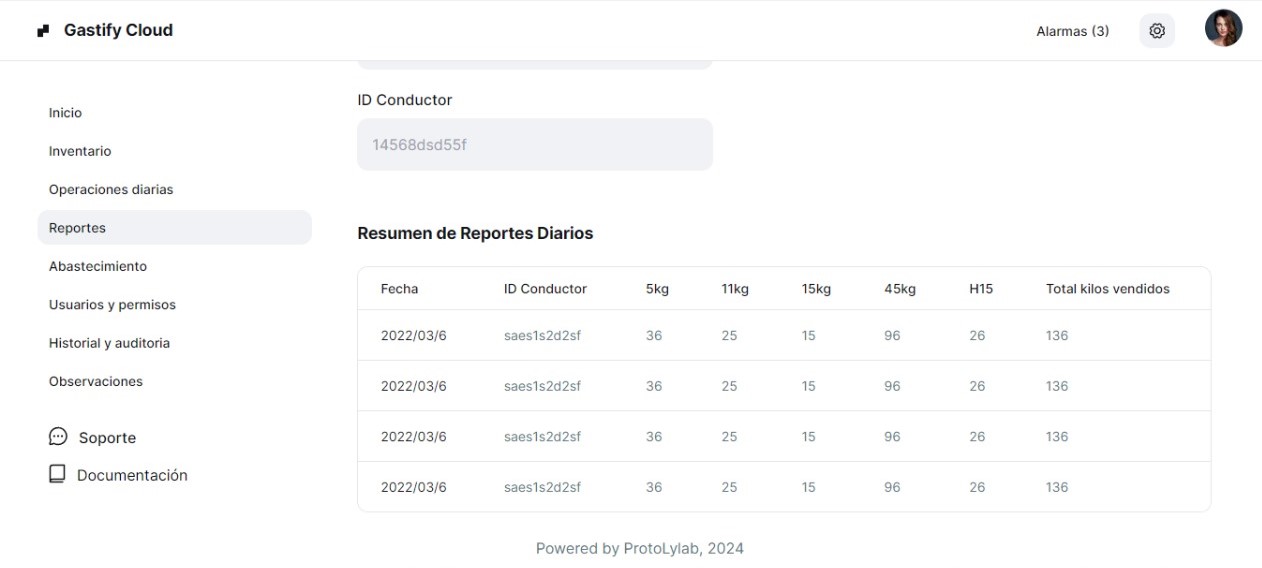 Gastify Cloud
Alarmas (3)
Inicio
Inventario
Operaciones diarias
Reportes
Abastecimiento
Usuarios y permisos
Historial y auditoria
Observaciones
Soporte
Documentación
ID Conductor
14568dsd55f
Resumen de Reportes Diarios
Fecha ID Conductor 5kg 11kg 15kg 45kg H15 Total kilos vendidos
2022/03/6 saes1s2d2sf 36 25 15 96 26 136
2022/03/6 saes1s2d2sf 36 25 15 96 26 136
2022/03/6 saes1s2d2sf 36 25 15 96 26 136
2022/03/6 saes1s2d2sf 36 25 15 96 26 136
Powered by ProtoLylab, 2024